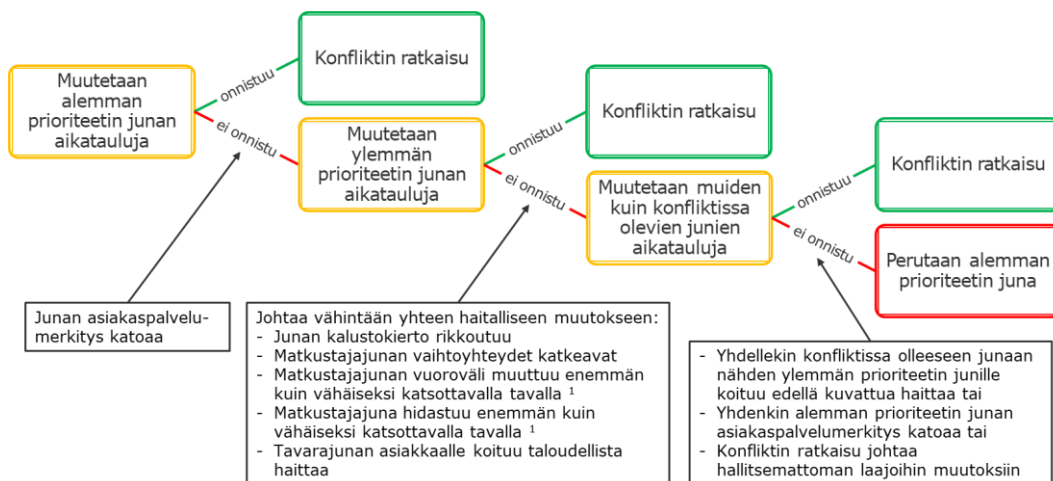 Muutetaan
alemman
prioriteetin junan
aikatauluja
onnistuu
Konfliktin ratkaisu
ei onnistu
Muutetaan
ylemmän
prioriteetin junan
aikatauluja
onnistuu
Konfliktin ratkaisu
ei onnistu
Muutetaan muiden
kuin konfliktissa
olevien junien
aikatauluja
onnistuu
Konfliktin ratkaisu
ei onnistu
Perutaan alemman
prioriteetin juna
Junan asiakaspalvelu-
merkitys katoaa
Johtaa vähintään yhteen haitalliseen muutokseen:
- Junan kalustokierto rikkoutuu
- Matkustajajunan vaihtoyhteydet katkeavat
- Matkustajajunan vuoroväli muuttuu enemmän
kuin vähäiseksi katsottavalla tavalla ¹
- Matkustajajuna hidastuu enemmän kuin
vähäiseksi katsottavalla tavalla ¹
- Tavarajunan asiakkaalle koituu taloudellista
haittaa
- Yhdellekin konfliktissa olleeseen junaan
nähden ylemmän prioriteetin junille
koituu edellä kuvattua haittaa tai
- Yhdenkin alemman prioriteetin junan
asiakaspalvelumerkitys katoaa tai
- Konfliktin ratkaisu johtaa
hallitsemattoman laajoihin muutoksiin